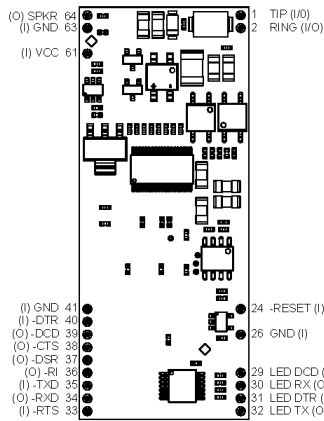 (O) SPKR 64
(I) GND 63
(I) VCC 61
1 TIP (I/O)
2 RING (I/O)
(I) GND 41
(I) -DTR 40
(O) -DCD 39
(O) -CTS 38
(O) -DSR 37
(O) -RI 36
(I) -TXD 35
(O) -RXD 34
(I) -RTS 33
24 -RESET (I)
26 GND (I)
29 LED DCD (
30 LED RX (O
31 LED DTR (
32 LED TX (O